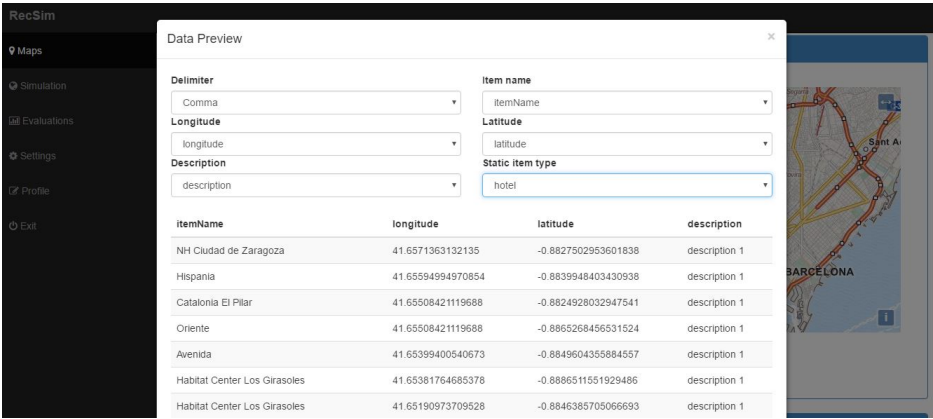 RecSim
Data Preview ×
Maps
Simulation
Evaluations
Settings
Profile
Exit
Delimiter Item name
Comma itemName
Longitude Latitude
longitude latitude
Description Static item type
description hotel
itemName longitude latitude description
NH Ciudad de Zaragoza 41.6571363132135 -0.8827502953601838 description 1
Hispania 41.65594994970854 -0.8839948403430938 description 1
Catalonia El Pilar 41.65508421119688 -0.8824928032947541 description 1
Oriente 41.65508421119688 -0.8865268456531524 description 1
Avenida 41.65399400540673 -0.8849604355884557 description 1
Habitat Center Los Girasoles 41.65381764685378 -0.8886511551929486 description 1
Habitat Center Los Girasoles 41.65190973709528 -0.8846385705066693 description 1
Sant A
BARCELONA
i